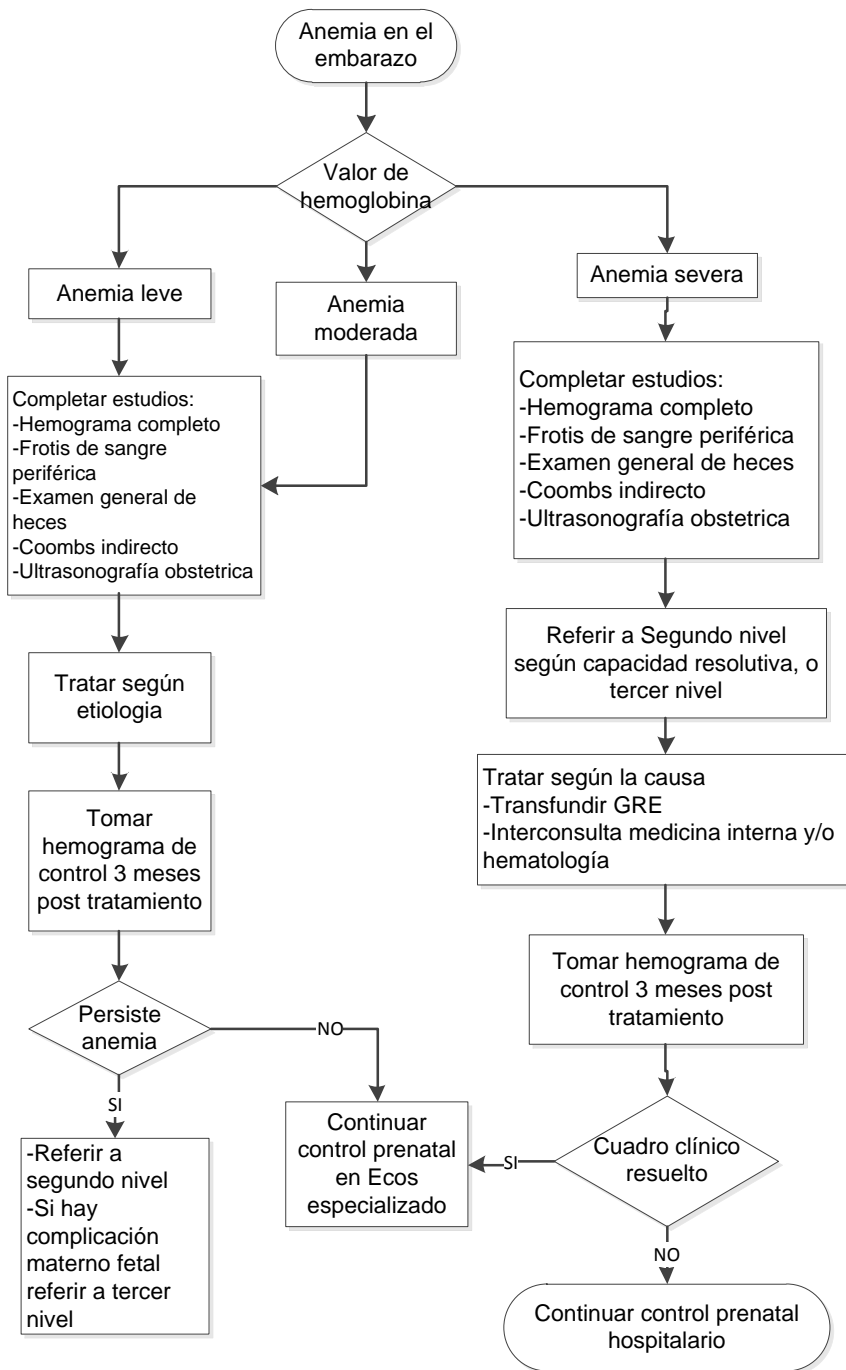 Anemia en el
embarazo
Valor de
hemoglobina
Anemia leve
Anemia
moderada
Anemia severa
Completar estudios:
-Hemograma completo
-Frotis de sangre
periférica
-Examen general de
heces
-Coombs indirecto
-Ultrasonografía obstetrica
Completar estudios:
-Hemograma completo
-Frotis de sangre periférica
-Examen general de heces
-Coombs indirecto
-Ultrasonografía obstetrica
Tratar según
etiologia
Referir a Segundo nivel
según capacidad resolutiva, o
tercer nivel
Tratar según la causa
-Transfundir GRE
-Interconsulta medicina interna y/o
hematología
Tomar
hemograma de
control 3 meses
post tratamiento
Tomar hemograma de
control 3 meses post
tratamiento
Persiste
anemia
NO
SI
Continuar
control prenatal
en Ecos
especializado
SI
Cuadro clínico
resuelto
NO
-Referir a
segundo nivel
-Si hay
complicación
materno fetal
referir a tercer
nivel
Continuar control prenatal
hospitalario